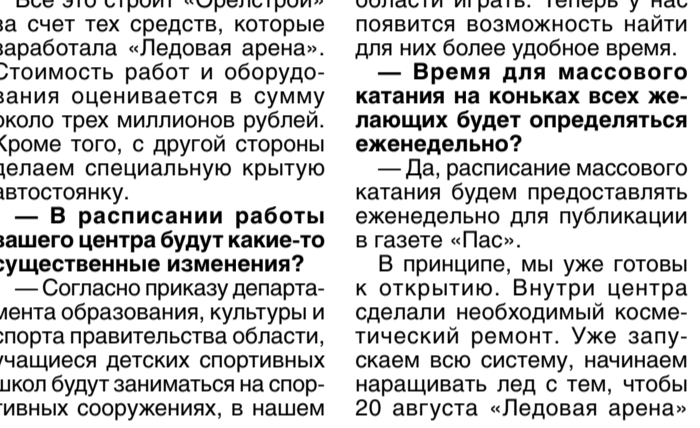 Все это строит «Орелстрой»
за счет тех средств, которые
заработала «Ледовая арена».
Стоимость работ и оборудо-
вания оценивается в сумму
около трех миллионов рублей.
Кроме того, с другой стороны
делаем специальную крытую
автостоянку.
— В расписании работы
вашего центра будут какие-то
существенные изменения?
— Согласно приказу департа-
мента образования, культуры и
спорта правительства области,
учащиеся детских спортивных
школ будут заниматься на спор-
тивных сооружениях, в нашем
области играть. Теперь у нас
появится возможность найти
для них более удобное время.
— Время для массового
катания на коньках всех же-
лающих будет определяться
еженедельно?
— Да, расписание массового
катания будем предоставлять
еженедельно для публикации
в газете «Пас».
В принципе, мы уже готовы
к открытию. Внутри центра
сделали необходимый косме-
тический ремонт. Уже запу-
скаем всю систему, начинаем
наращивать лед с тем, чтобы
20 августа «Ледовая арена»